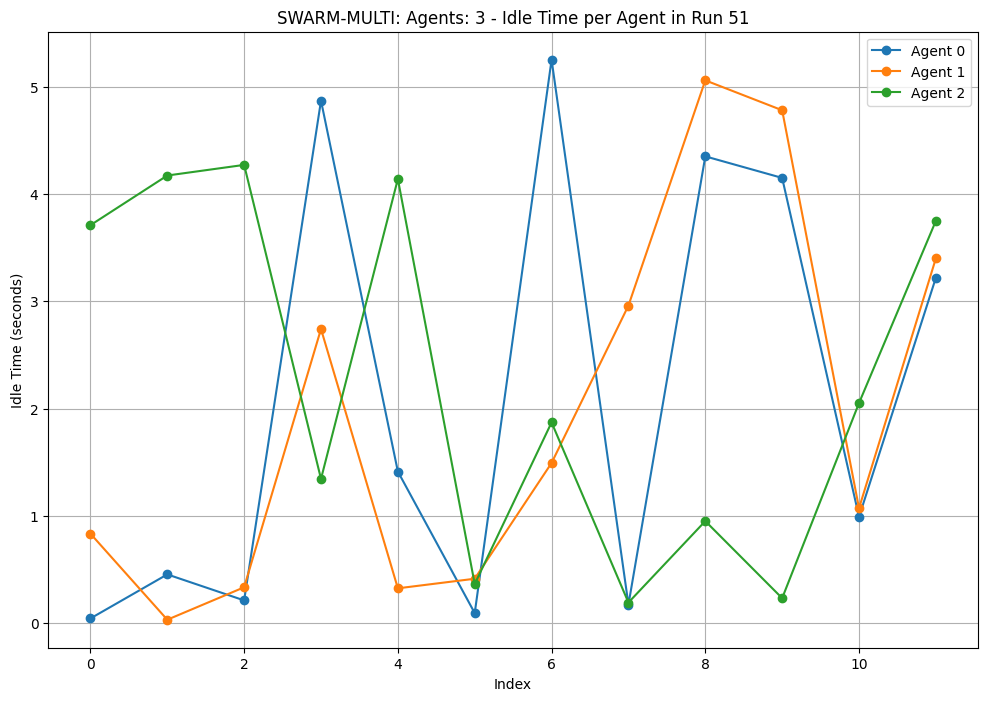 SWARM-MULTI: Agents: 3 - Idle Time per Agent in Run 51
Agent 0
Agent 1
Agent 2
Idle Time (seconds)
5
4
3
2
1
0
0 2 4 6 8 10
Index